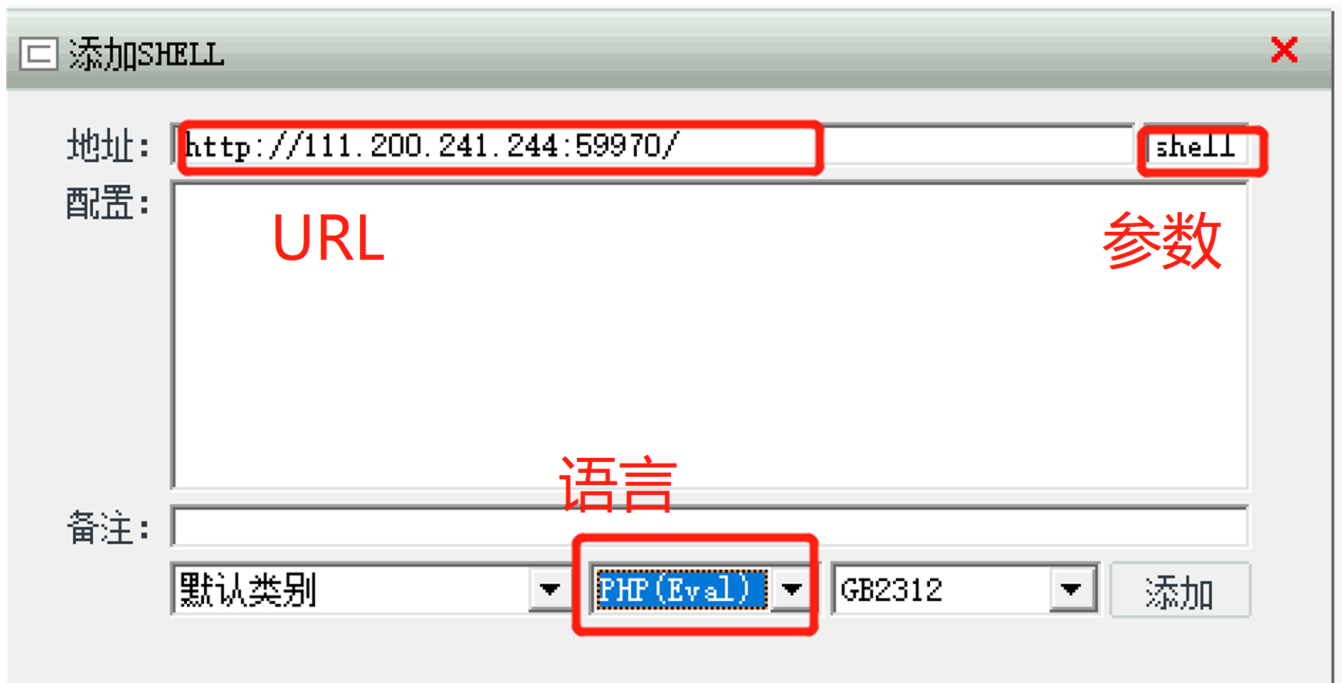 添加SHELL
地址： http://111.200.241.244:59970/ shell
配置：
URL 参数
语言
备注：
默认类别 PHP(Eval) GB2312 添加